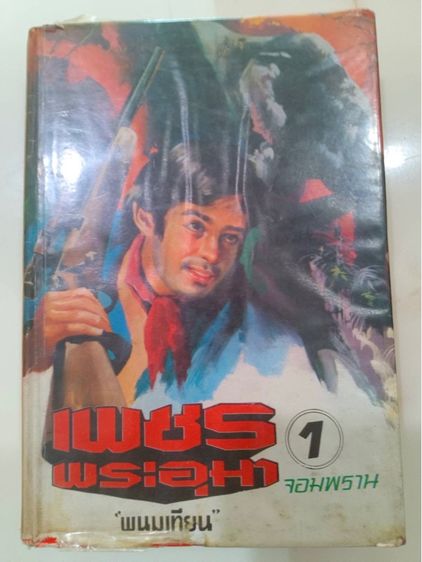 เพชร
พระอุมา
๑
จอมพราน
"พนมเทียน"